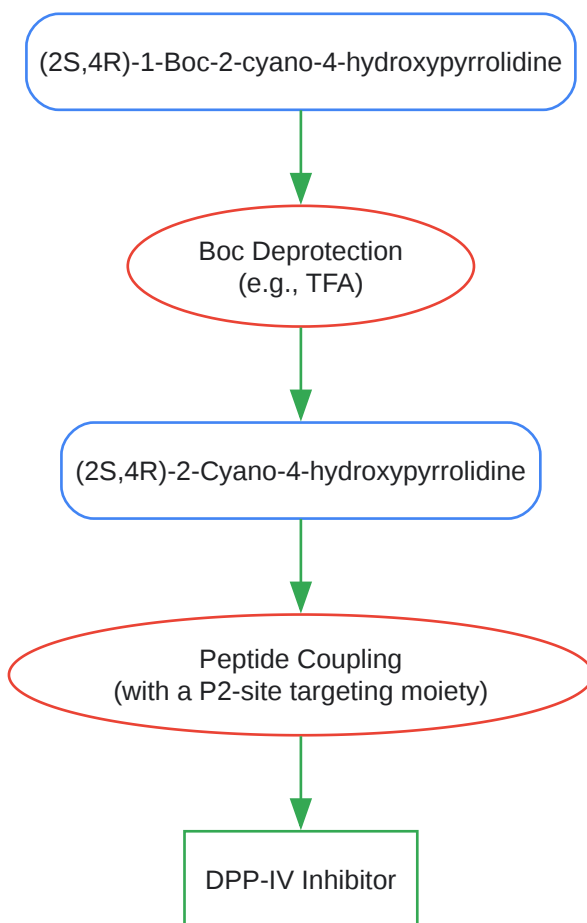 (2S,4R)-1-Boc-2-cyano-4-hydroxypyrrolidine
Boc Deprotection
(e.g., TFA)
(2S,4R)-2-Cyano-4-hydroxypyrrolidine
Peptide Coupling
(with a P2-site targeting moiety)
DPP-IV Inhibitor